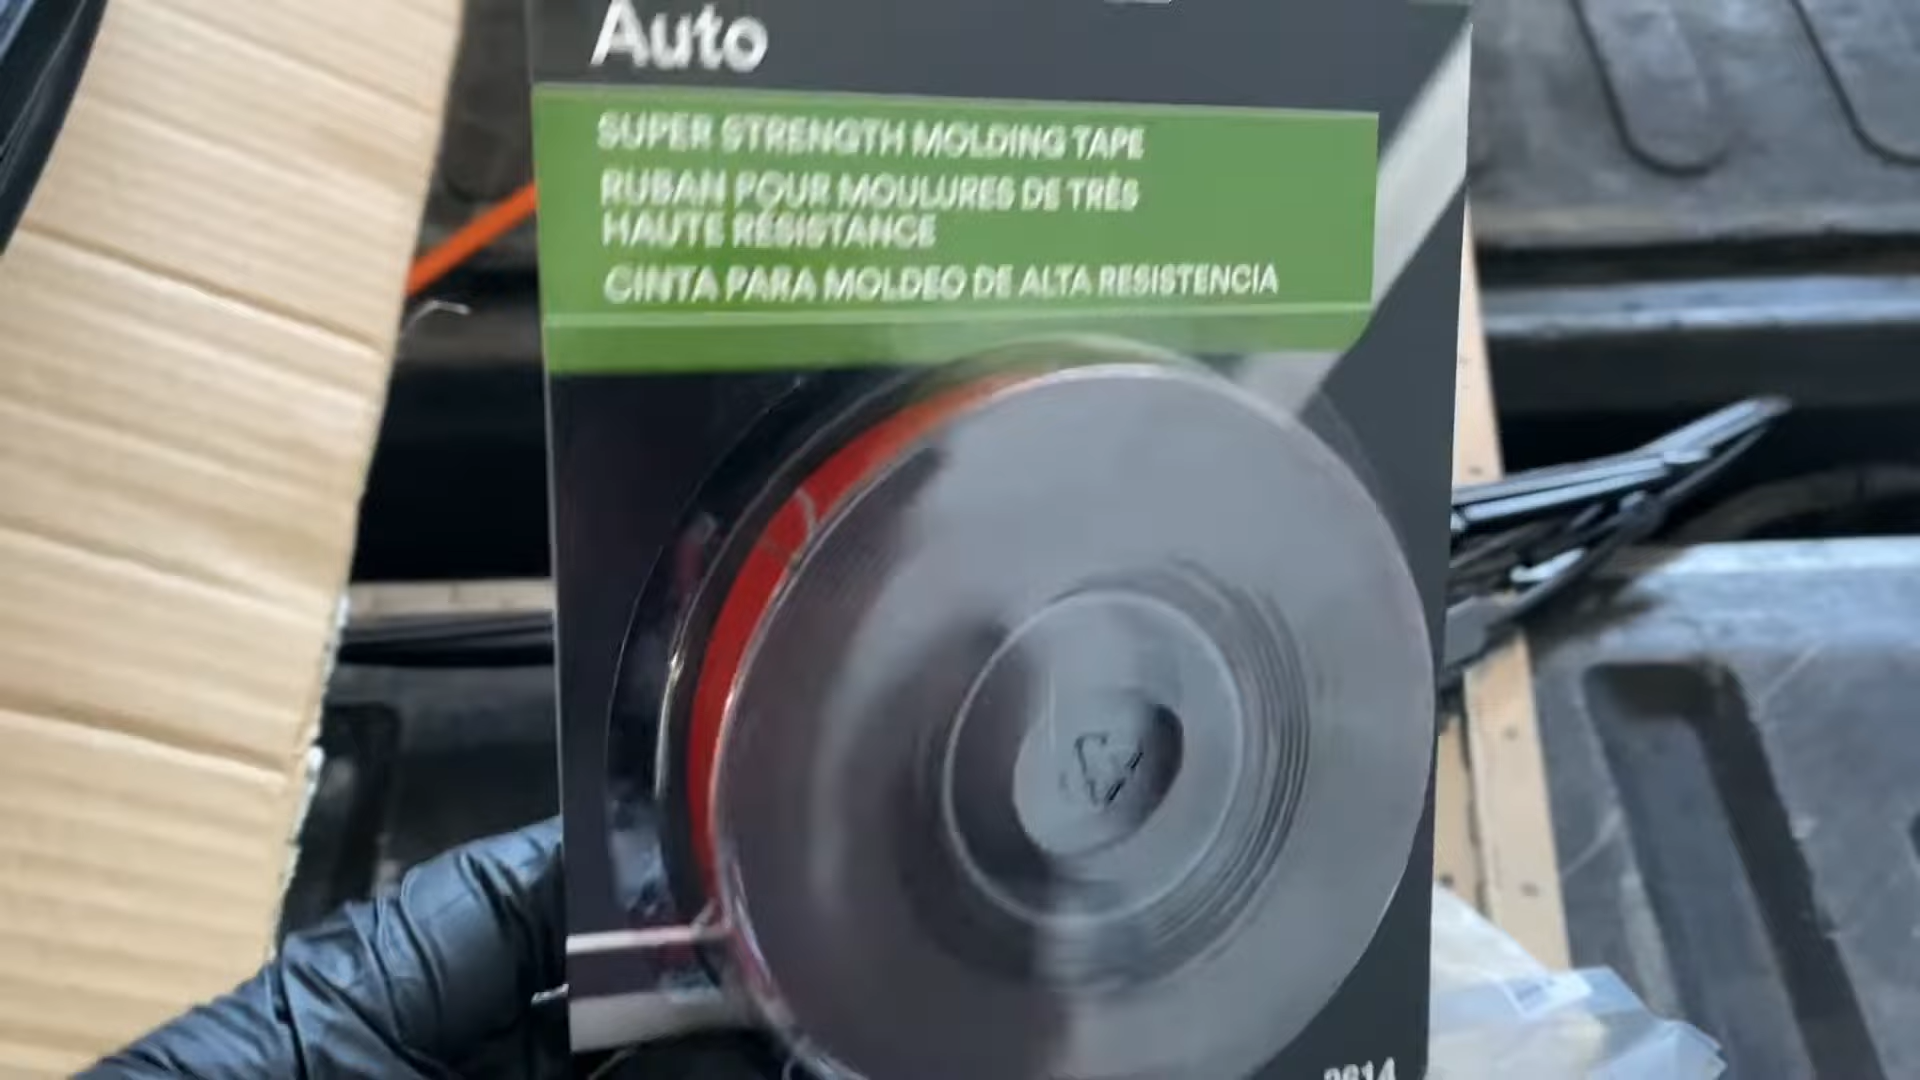 Auto
SUPER STRENGTH MOLDING TAPE
RUBAN POUR MOULURES DE TRÈS
HAUTE RÉSISTANCE
CINTA PARA MOLDEO DE ALTA RESISTENCIA